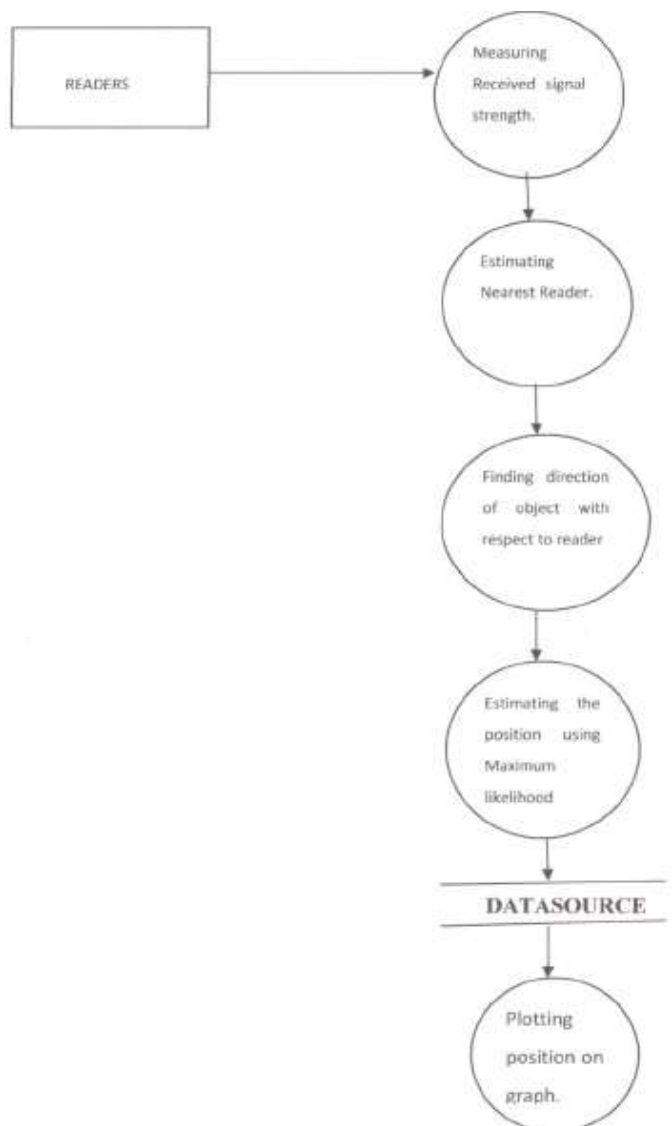 READERS
Measuring
Received signal
strength.
Estimating
Nearest Reader.
Finding direction
of object with
respect to reader
Estimating the
position using
Maximum
likelihood
DATASOURCE
Plotting
position on
graph.